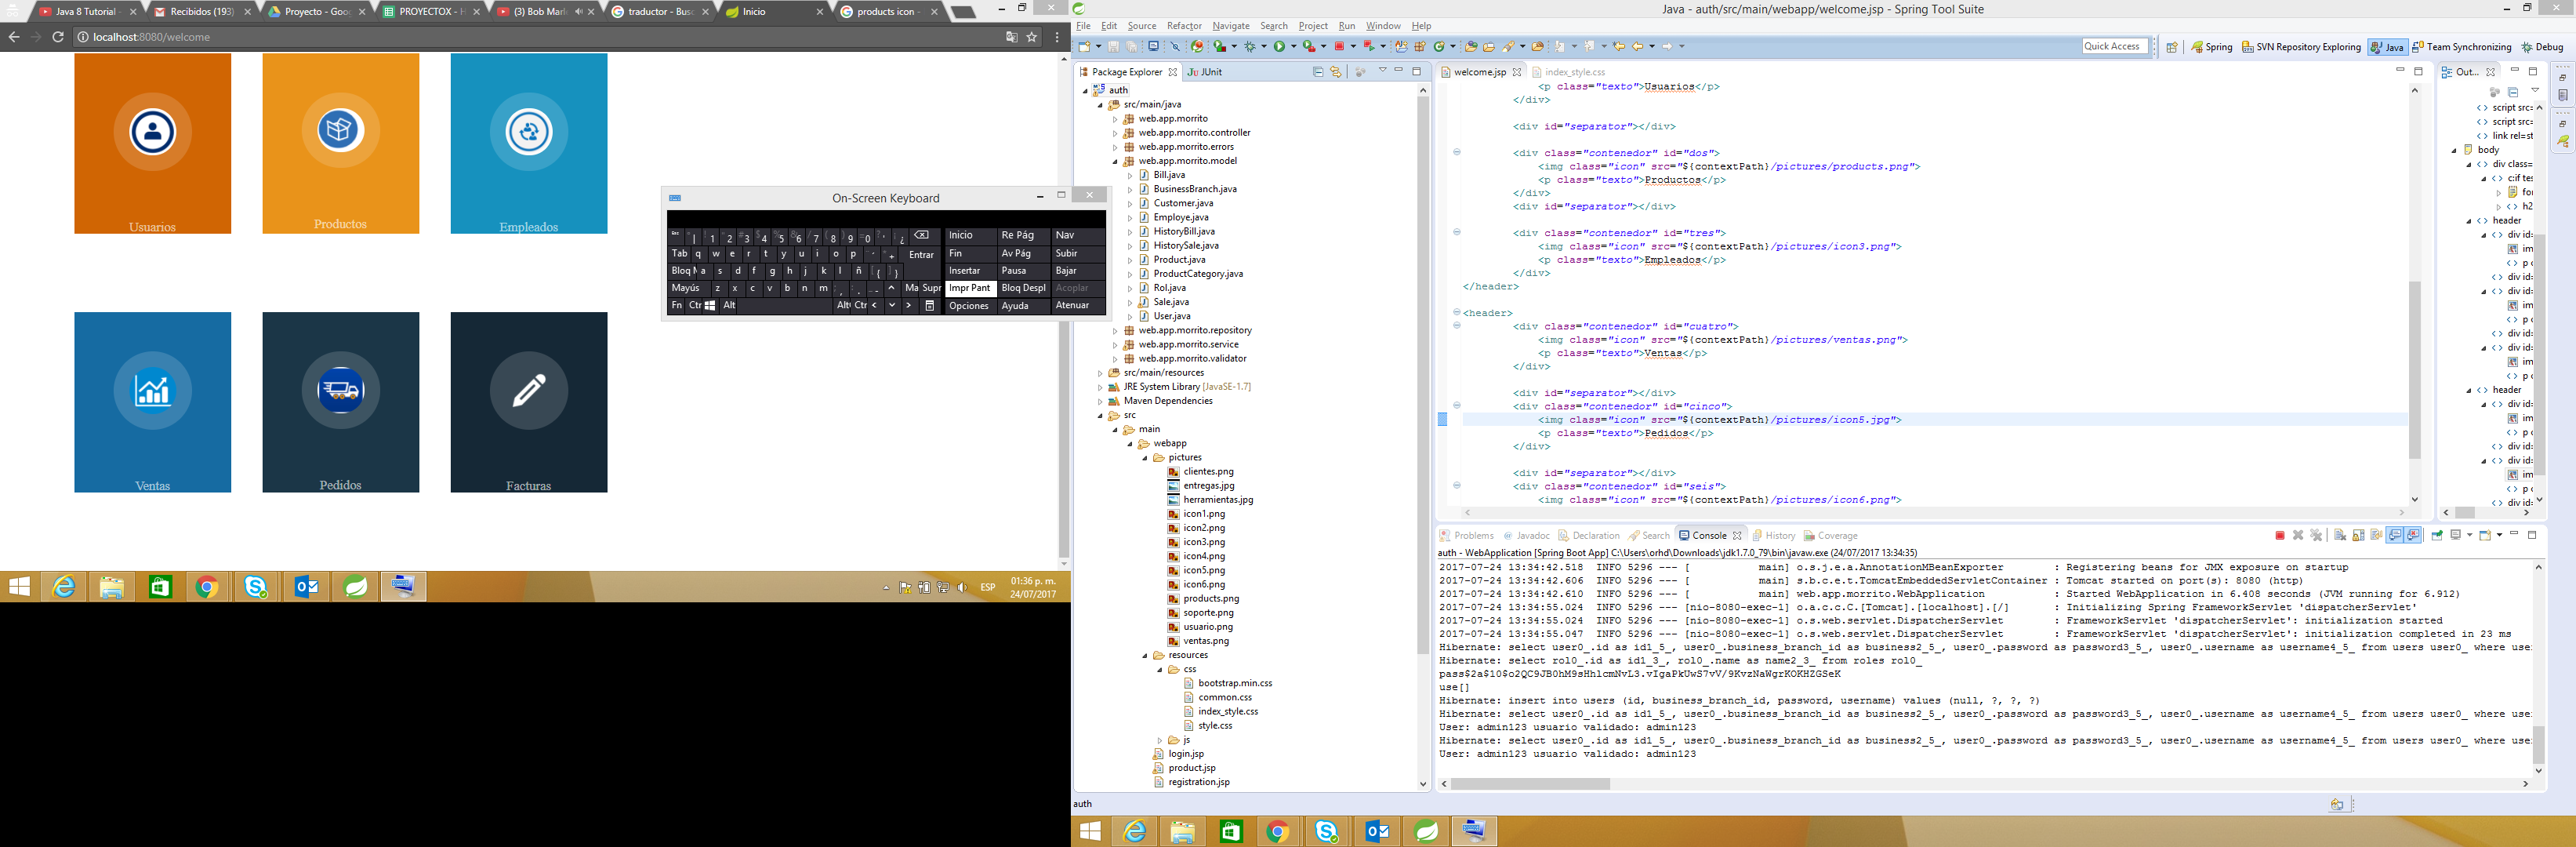 Java 8 Tutorial -
Recibidos (193)
Proyecto - Goo
PROYECTOX - H
(3) Bob Marl
traductor - Bus
Inicio
products icon -
localhost:8080/welcome
Usuarios
Productos
Empleados
Ventas
Pedidos
Facturas
On-Screen Keyboard
Inicio Re Pág Nav
Tab q w e r t y u i o p Entrar Fin Av Pág Subir
Bloq M a s d f g h j k l ñ Insertar Pausa Bajar
Mayús z x c v b n m Ma Supr Impr Pant Bloq Despl Acoplar
Fn Ctr Alt Alt Ctr Opciones Ayuda Atenuar
ESP
01:36 p. m.
24/07/2017
Java - auth/src/main/webapp/welcome.jsp - Spring Tool Suite
File Edit Source Refactor Navigate Search Project Run Window Help
Quick Access
Spring SVN Repository Exploring Java Team Synchronizing Debug
Package Explorer
JUnit
auth
src/main/java
web.app.morrito
web.app.morrito.controller
web.app.morrito.errors
web.app.morrito.model
Bill.java
BusinessBranch.java
Customer.java
Employe.java
HistoryBill.java
HistorySale.java
Product.java
ProductCategory.java
Rol.java
Sale.java
User.java
web.app.morrito.repository
web.app.morrito.service
web.app.morrito.validator
src/main/resources
JRE System Library [JavaSE-1.7]
Maven Dependencies
src
main
webapp
pictures
clientes.png
entregas.jpg
herramientas.jpg
icon1.png
icon2.png
icon3.png
icon4.png
icon5.png
icon6.png
products.png
soporte.png
usuario.png
ventas.png
resources
css
bootstrap.min.css
common.css
index_style.css
style.css
js
login.jsp
product.jsp
registration.jsp
auth
welcome.jsp
index_style.css
<p class="texto">Usuarios</p>
</div>
<div id="separator"></div>
<div class="contenedor" id="dos">
<img class="icon" src="${contextPath}/pictures/products.png">
<p class="texto">Productos</p>
</div>
<div id="separator"></div>
<div class="contenedor" id="tres">
<img class="icon" src="${contextPath}/pictures/icon3.png">
<p class="texto">Empleados</p>
</div>
</header>
<header>
<div class="contenedor" id="cuatro">
<img class="icon" src="${contextPath}/pictures/ventas.png">
<p class="texto">Ventas</p>
</div>
<div id="separator"></div>
<div class="contenedor" id="cinco">
<img class="icon" src="${contextPath}/pictures/icon5.jpg">
<p class="texto">Pedidos</p>
</div>
<div id="separator"></div>
<div class="contenedor" id="seis">
<img class="icon" src="${contextPath}/pictures/icon6.png">
Out...
script src=
script src=
link rel=st
body
div class=
c:if tes
fo
h2
header
div id=
im
p c
div id=
im
p c
div id=
div id=
im
p c
header
div id=
im
p c
div id=
div id=
im
p c
div id=
Problems Javadoc Declaration Search Console History Coverage
auth - WebApplication [Spring Boot App] C:\Users\orhd\Downloads\jdk1.7.0_79\bin\javaw.exe (24/07/2017 13:34:35)
2017-07-24 13:34:42.518 INFO 5296 --- [ main] o.s.j.e.a.AnnotationMBeanExporter : Registering beans for JMX exposure on startup
2017-07-24 13:34:42.606 INFO 5296 --- [ main] s.b.c.e.t.TomcatEmbeddedServletContainer : Tomcat started on port(s): 8080 (http)
2017-07-24 13:34:42.610 INFO 5296 --- [ main] web.app.morrito.WebApplication : Started WebApplication in 6.408 seconds (JVM running for 6.912)
2017-07-24 13:34:55.024 INFO 5296 --- [nio-8080-exec-1] o.a.c.c.C.[Tomcat].[localhost].[/] : Initializing Spring FrameworkServlet 'dispatcherServlet'
2017-07-24 13:34:55.024 INFO 5296 --- [nio-8080-exec-1] o.s.web.servlet.DispatcherServlet : FrameworkServlet 'dispatcherServlet': initialization started
2017-07-24 13:34:55.047 INFO 5296 --- [nio-8080-exec-1] o.s.web.servlet.DispatcherServlet : FrameworkServlet 'dispatcherServlet': initialization completed in 23 ms
Hibernate: select user0_.id as id1_5_, user0_.business_branch_id as business2_5_, user0_.password as password3_5_, user0_.username as username4_5_ from users user0_ where use
Hibernate: select rol0_.id as id1_3_, rol0_.name as name2_3_ from roles rol0_
pass$2a$10$o2QC9JB0hM9sHhlcmNvL3.vIgaPkUwS7vV/9KvzNaWgrKOKHZGSeK
use[]
Hibernate: insert into users (id, business_branch_id, password, username) values (null, ?, ?, ?)
Hibernate: select user0_.id as id1_5_, user0_.business_branch_id as business2_5_, user0_.password as password3_5_, user0_.username as username4_5_ from users user0_ where use
User: admin123 usuario validado: admin123
Hibernate: select user0_.id as id1_5_, user0_.business_branch_id as business2_5_, user0_.password as password3_5_, user0_.username as username4_5_ from users user0_ where use
User: admin123 usuario validado: admin123